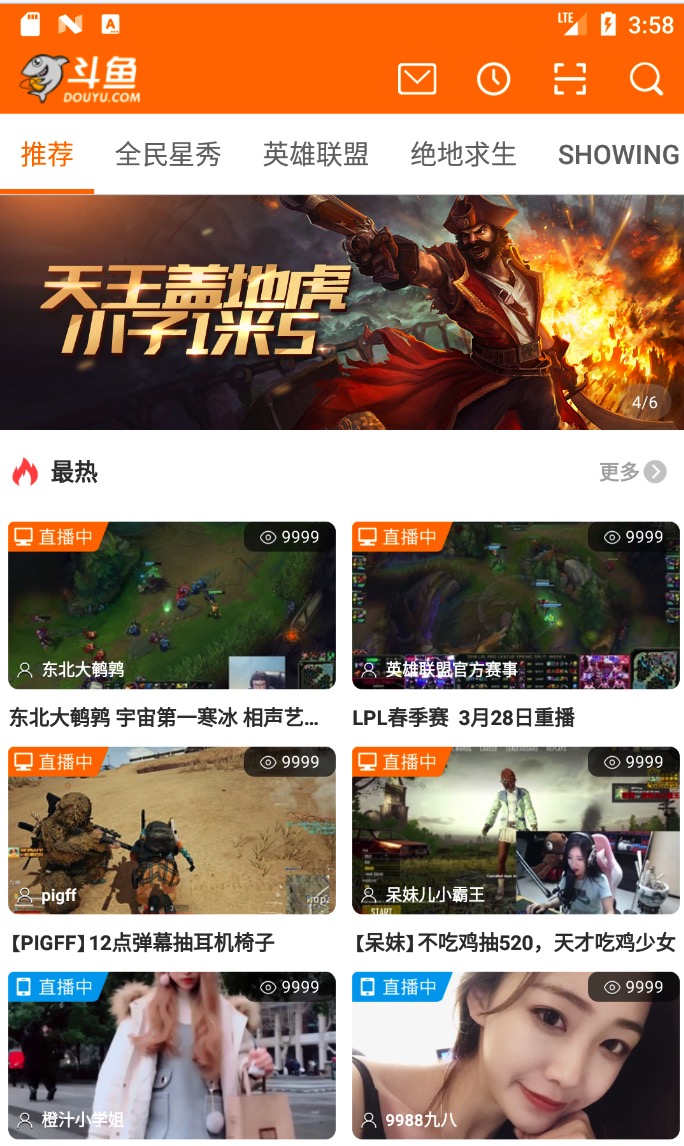 LTE
3:58
斗鱼
DOUYU.COM
推荐 全民星秀 英雄联盟 绝地求生 SHOWING
天王盖地虎
小子1米5
4/6
最热 更多
直播中 9999
东北大鹌鹑
东北大鹌鹑 宇宙第一寒冰 相声艺...
直播中 9999
英雄联盟官方赛事
LPL春季赛 3月28日重播
直播中 9999
pigff
【PIGFF】12点弹幕抽耳机椅子
直播中 9999
START
呆妹儿小霸王
【呆妹】不吃鸡抽520，天才吃鸡少女
直播中 9999
橙汁小学姐
直播中 9999
9988九八